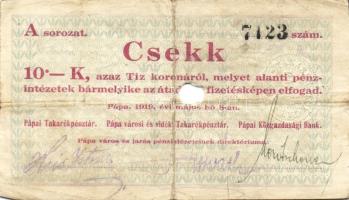 A sorozat. 7123 szám.
Csekk
10·— K, azaz Tíz koronáról, melyet alanti pénz-
intézetek bármelyike az átadó fizetésképen elfogad.
Pápa, 1919. évi május hó 8-án.
Pápai Takarékpénztár. Pápa városi és vidéki Takarékpénztár. Pápai Közgazdasági Bank.
Pápa város és járás pénzintézeteinek direktóriuma: